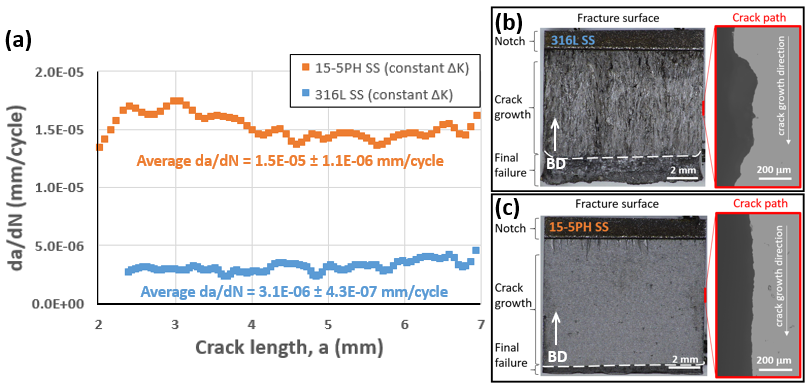 (a)
2.0E-05
1.5E-05
1.0E-05
5.0E-06
0.0E+00
da/dN (mm/cycle)
15-5PH SS (constant ΔK)
316L SS (constant ΔK)
Average da/dN = 1.5E-05 ± 1.1E-06 mm/cycle
Average da/dN = 3.1E-06 ± 4.3E-07 mm/cycle
2 3 4 5 6 7
Crack length, a (mm)
(b)
Fracture surface
Crack path
Notch
316L SS
Crack growth direction
Crack
growth
BD
Final
failure
2 mm
200 µm
(c)
Fracture surface
Crack path
Notch
15-5PH SS
crack growth direction
Crack
growth
BD
Final
failure
2 mm
200 µm